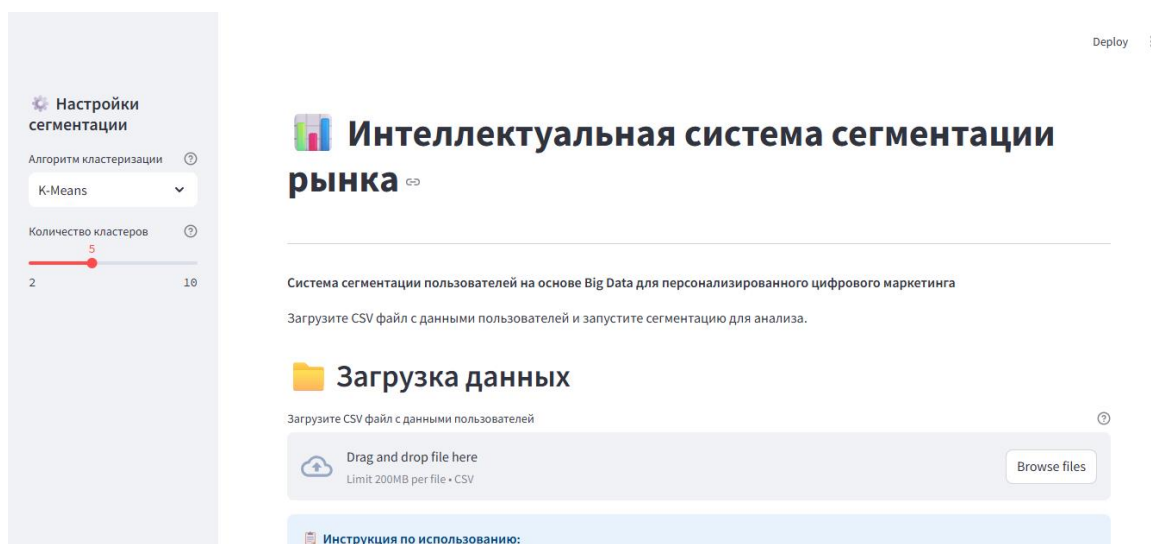 Deploy
Настройки
сегментации
Алгоритм кластеризации
K-Means
Количество кластеров
5
2
10
Интеллектуальная система сегментации
рынка
Система сегментации пользователей на основе Big Data для персонализированного цифрового маркетинга
Загрузите CSV файл с данными пользователей и запустите сегментацию для анализа.
Загрузка данных
Загрузите CSV файл с данными пользователей
Drag and drop file here
Limit 200MB per file • CSV
Browse files
Инструкция по использованию: